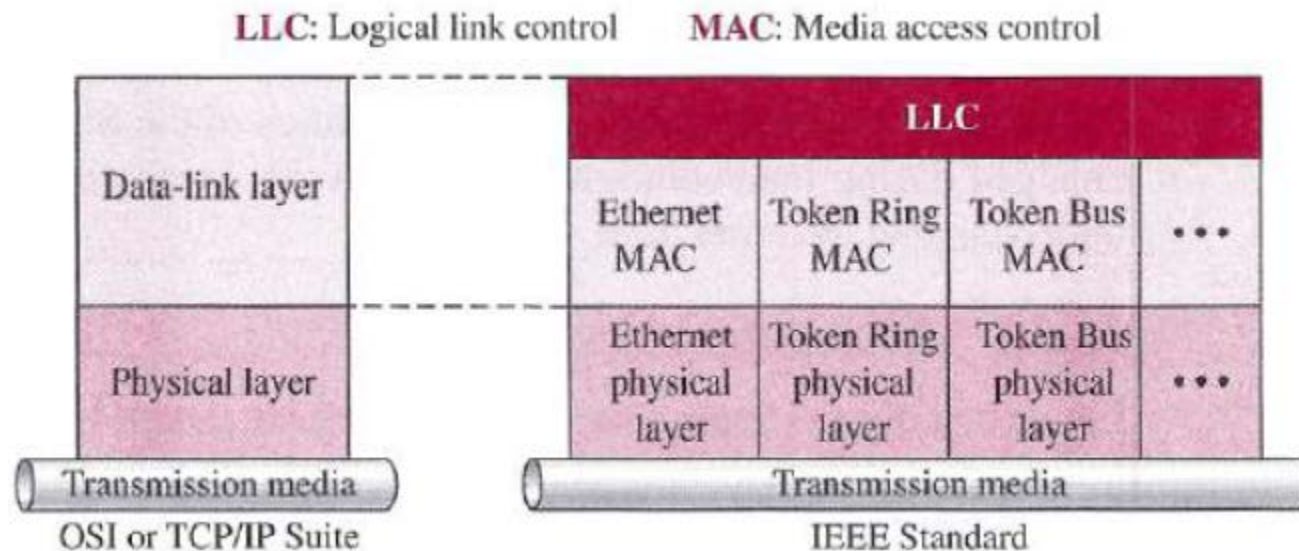 LLC: Logical link control MAC: Media access control
LLC
Data-link layer
Ethernet
MAC
Token Ring
MAC
Token Bus
MAC
•••
Physical layer
Ethernet
physical
layer
Token Ring
physical
layer
Token Bus
physical
layer
•••
Transmission media
Transmission media
OSI or TCP/IP Suite
IEEE Standard